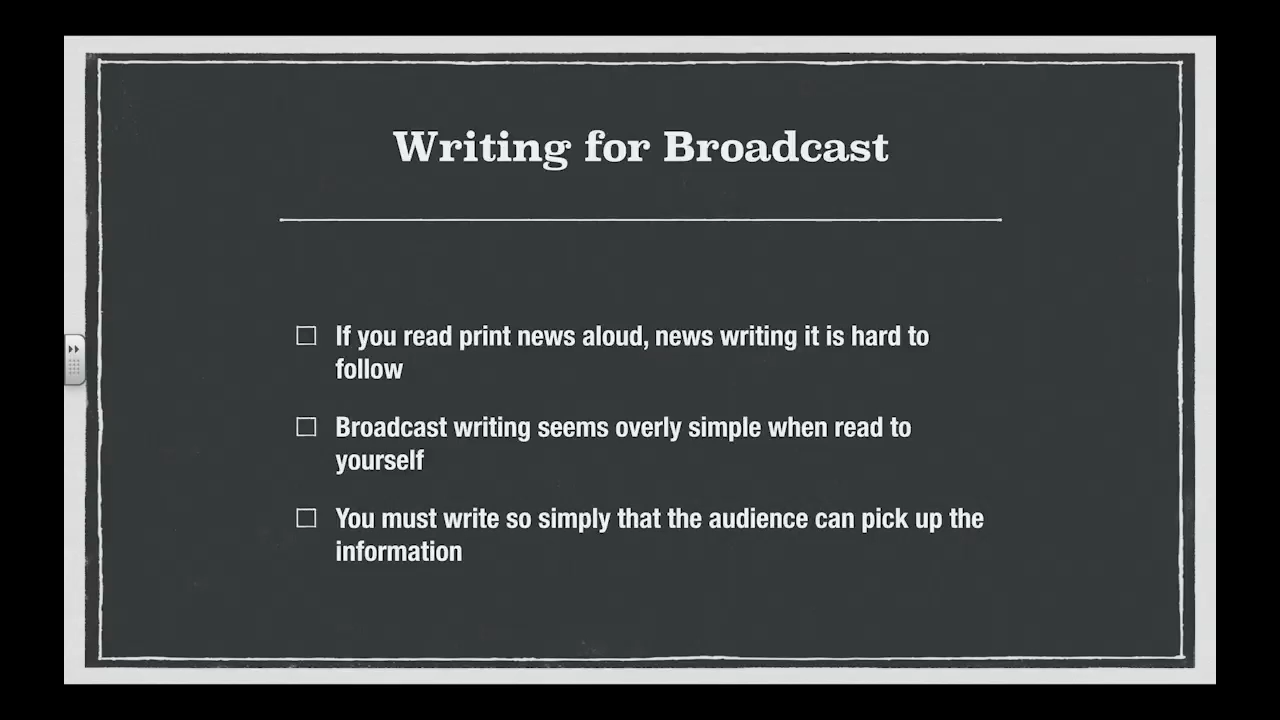 Writing for Broadcast
If you read print news aloud, news writing it is hard to
follow
Broadcast writing seems overly simple when read to
yourself
You must write so simply that the audience can pick up the
information